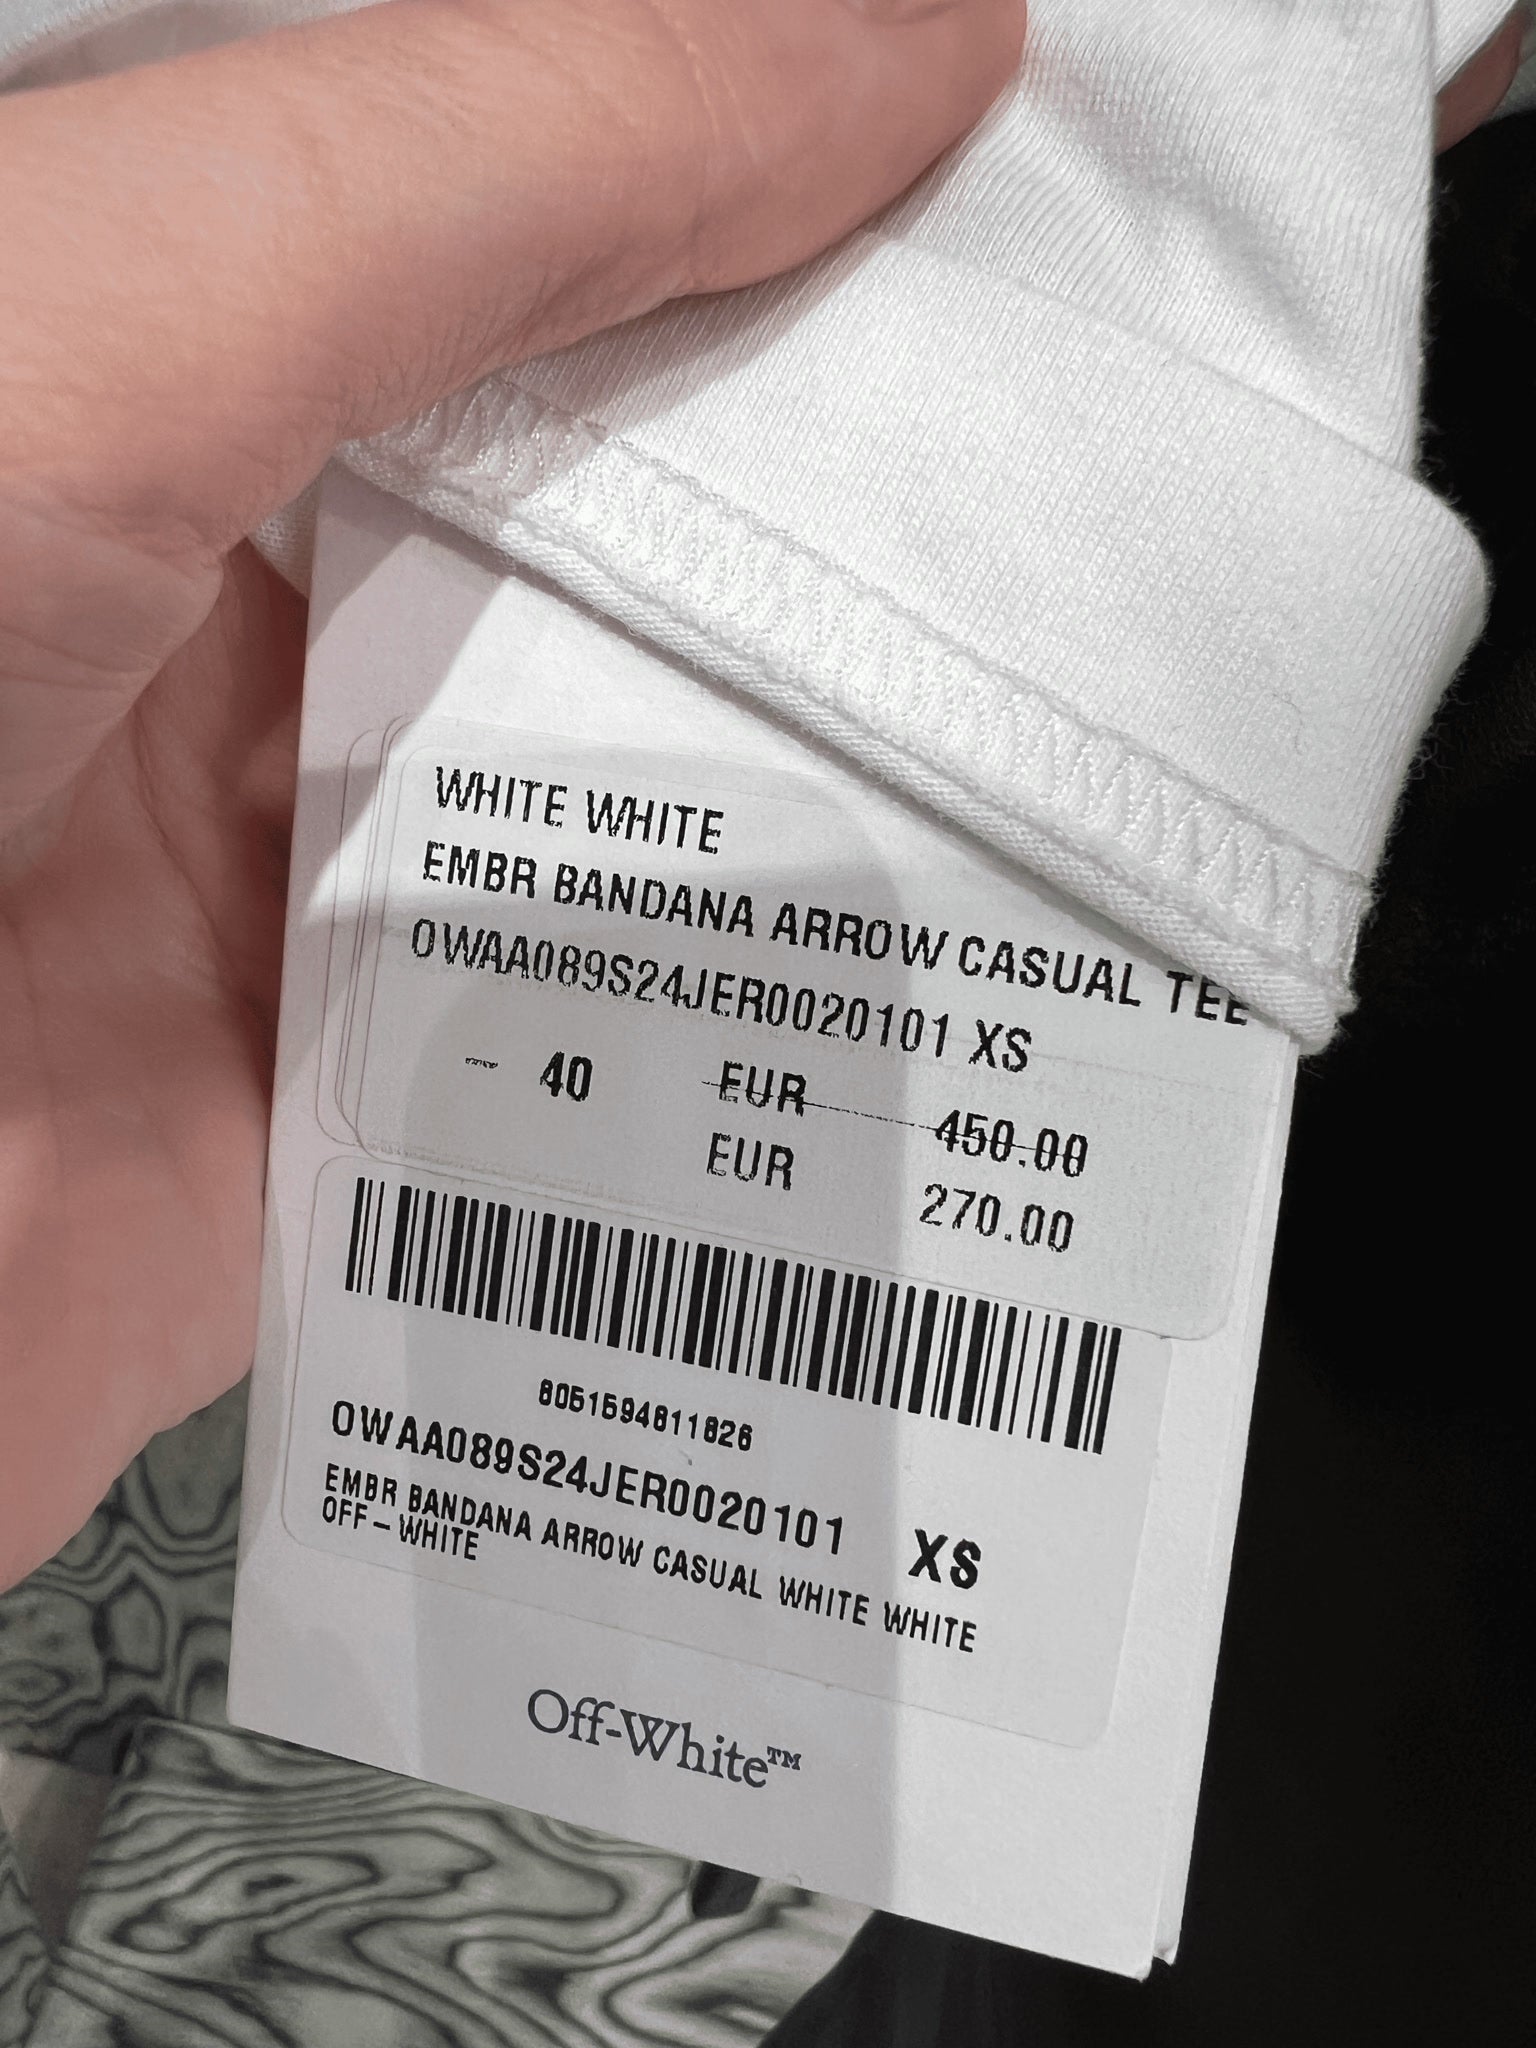 WHITE WHITE
EMBR BANDANA ARROW CASUAL TEE
OWAA089S24JER0020101 XS
- 40 EUR 450.00
EUR 270.00
8051594811826
OWAA089S24JER0020101 XS
EMBR BANDANA ARROW CASUAL WHITE WHITE
OFF-WHITE
Off-White™